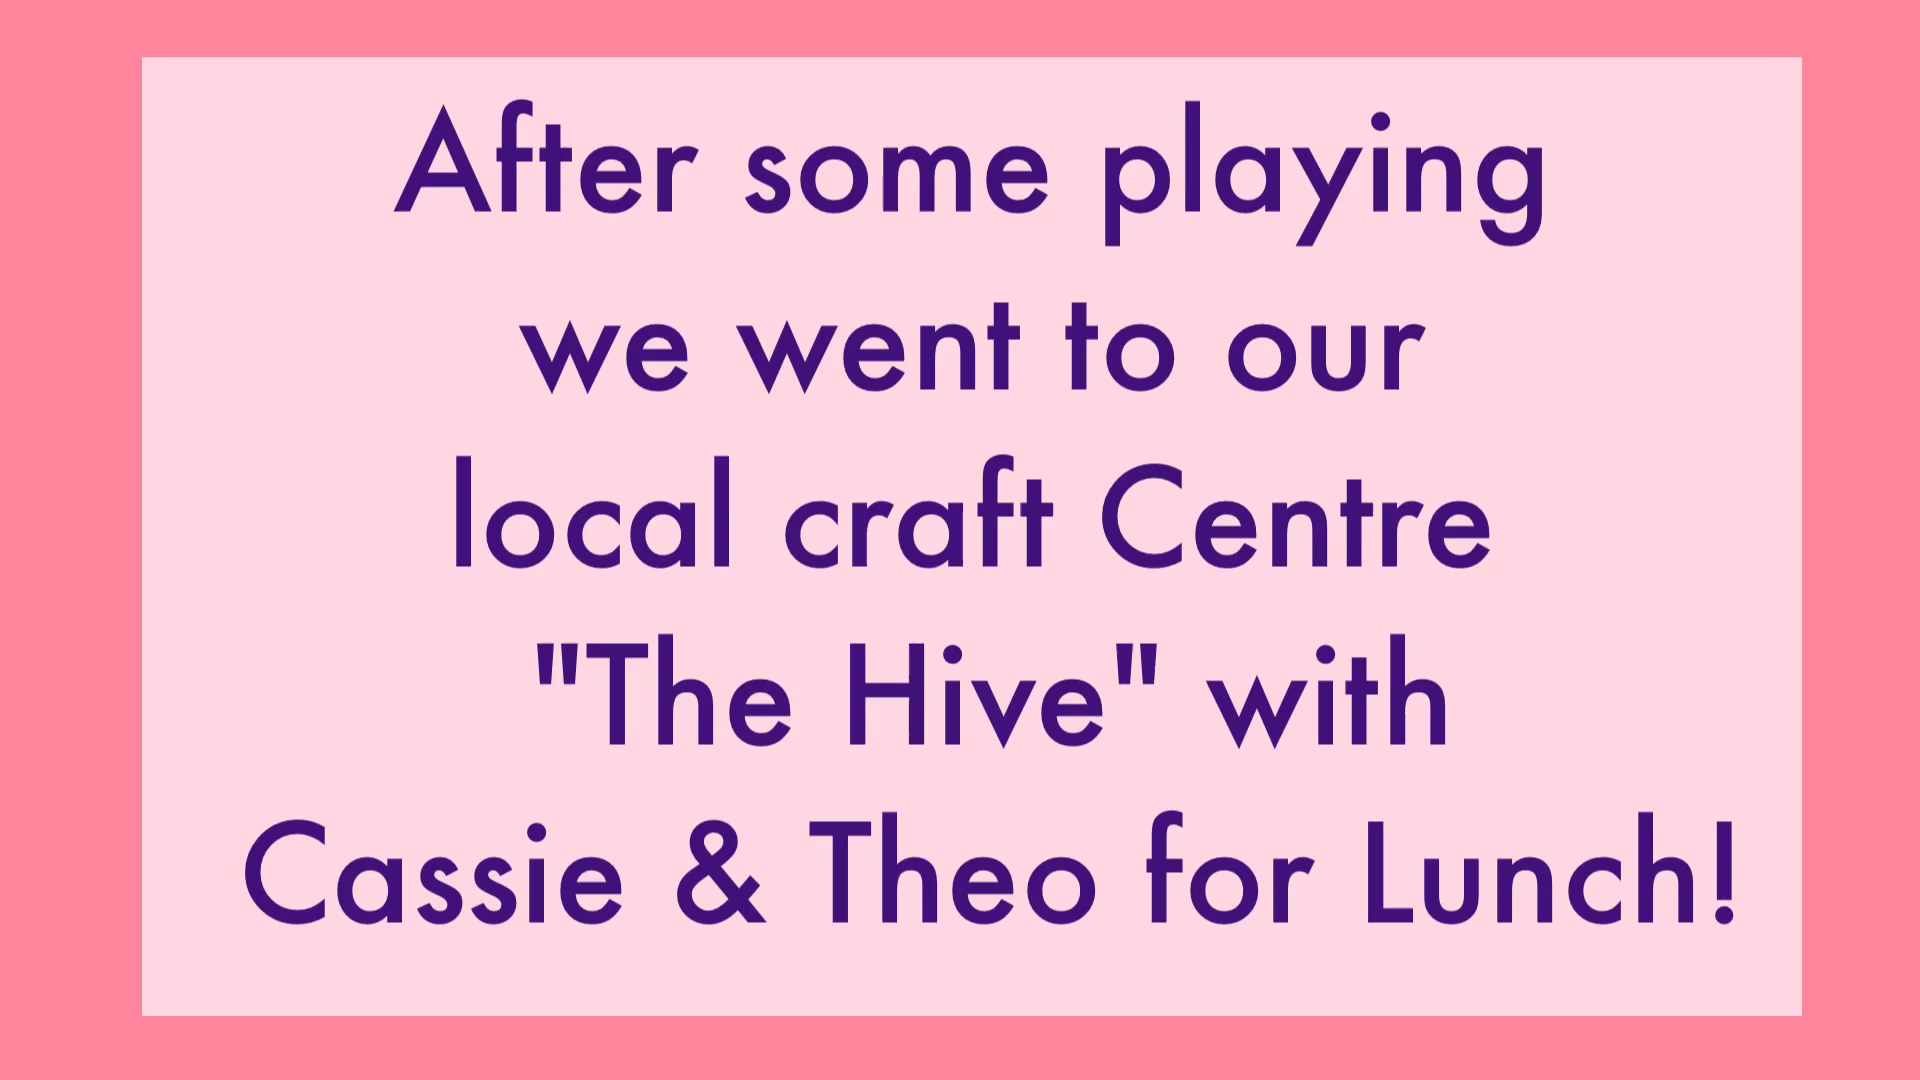 After some playing
we went to our
local craft Centre
"The Hive" with
Cassie & Theo for Lunch!